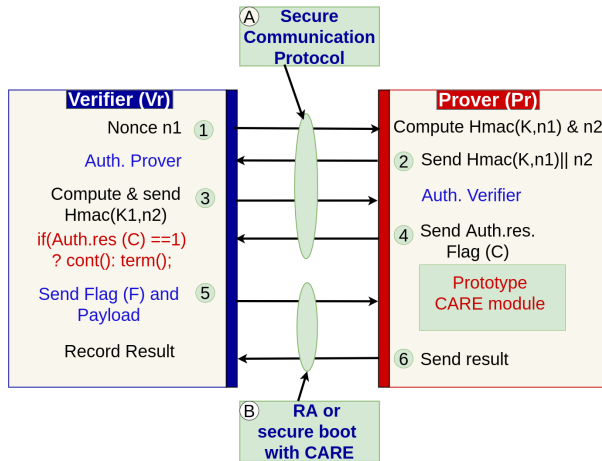 A
Secure
Communication
Protocol
Verifier (Vr)
Nonce n1
1
Auth. Prover
Compute & send
3
Hmac(K1,n2)
if(Auth.res (C) ==1)
? cont(): term();
Send Flag (F) and
5
Payload
Record Result
Prover (Pr)
Compute Hmac(K,n1) & n2
2
Send Hmac(K,n1)|| n2
Auth. Verifier
4
Send Auth.res.
Flag (C)
Prototype
CARE module
6
Send result
B
RA or
secure boot
with CARE